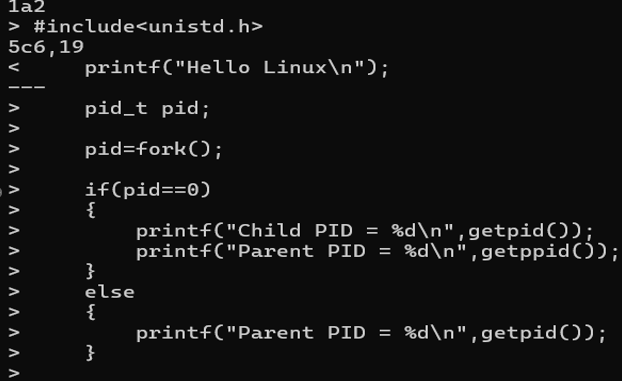 1a2
> #include<unistd.h>
5c6,19
<     printf("Hello Linux\n");
---
>     pid_t pid;
>
>     pid=fork();
>
>     if(pid==0)
>     {
>         printf("Child PID = %d\n",getpid());
>         printf("Parent PID = %d\n",getppid());
>     }
>     else
>     {
>         printf("Parent PID = %d\n",getpid());
>     }
>